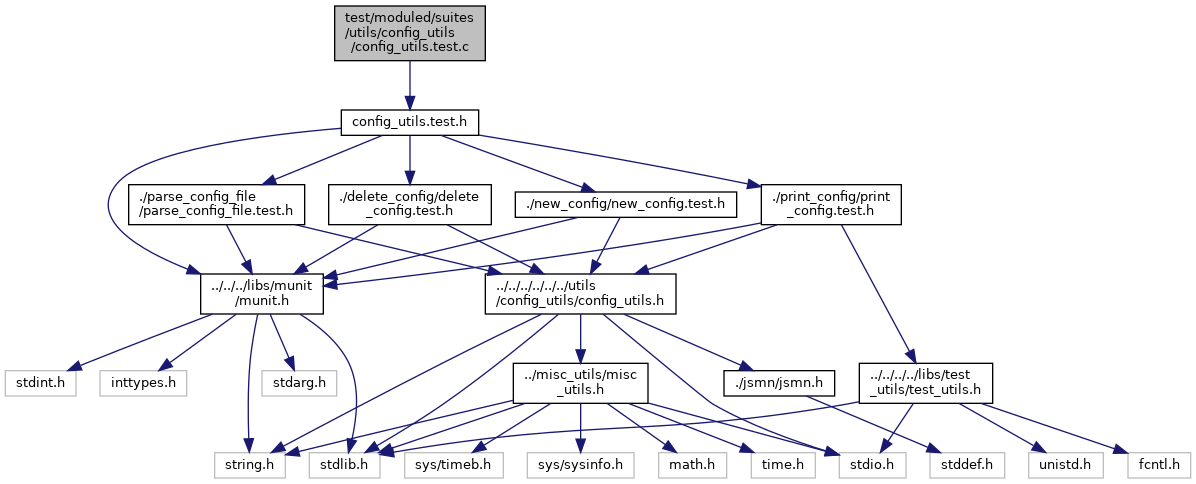 test/moduled/suites
/utils/config_utils
/config_utils.test.c
config_utils.test.h
./parse_config_file
/parse_config_file.test.h
./delete_config/delete
_config.test.h
./new_config/new_config.test.h
./print_config/print
_config.test.h
../../../libs/munit
/munit.h
../../../../../../utils
/config_utils/config_utils.h
stdint.h
inttypes.h
stdarg.h
../misc_utils/misc
_utils.h
./jsmn/jsmn.h
../../../../libs/test
_utils/test_utils.h
string.h
stdlib.h
sys/timeb.h
sys/sysinfo.h
math.h
time.h
stdio.h
stddef.h
unistd.h
fcntl.h